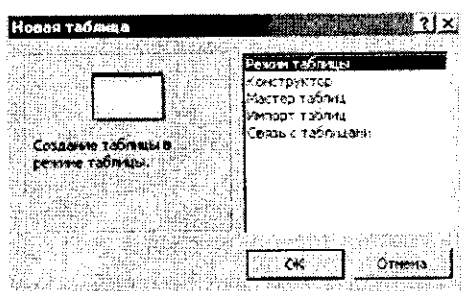 Новая таблица
Режим таблицы
Конструктор
Мастер таблиц
Импорт таблиц
Связь с таблицами
Создание таблицы в
режиме таблицы.
ОК
Отмена